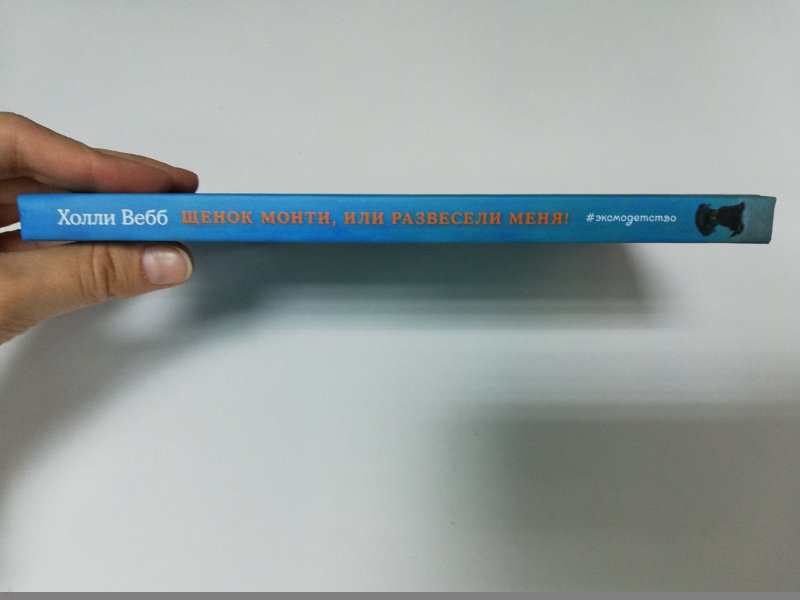 Холли Вебб ЩЕНОК МОНТИ, ИЛИ РАЗВЕСЕЛИ МЕНЯ! #эксмодетство